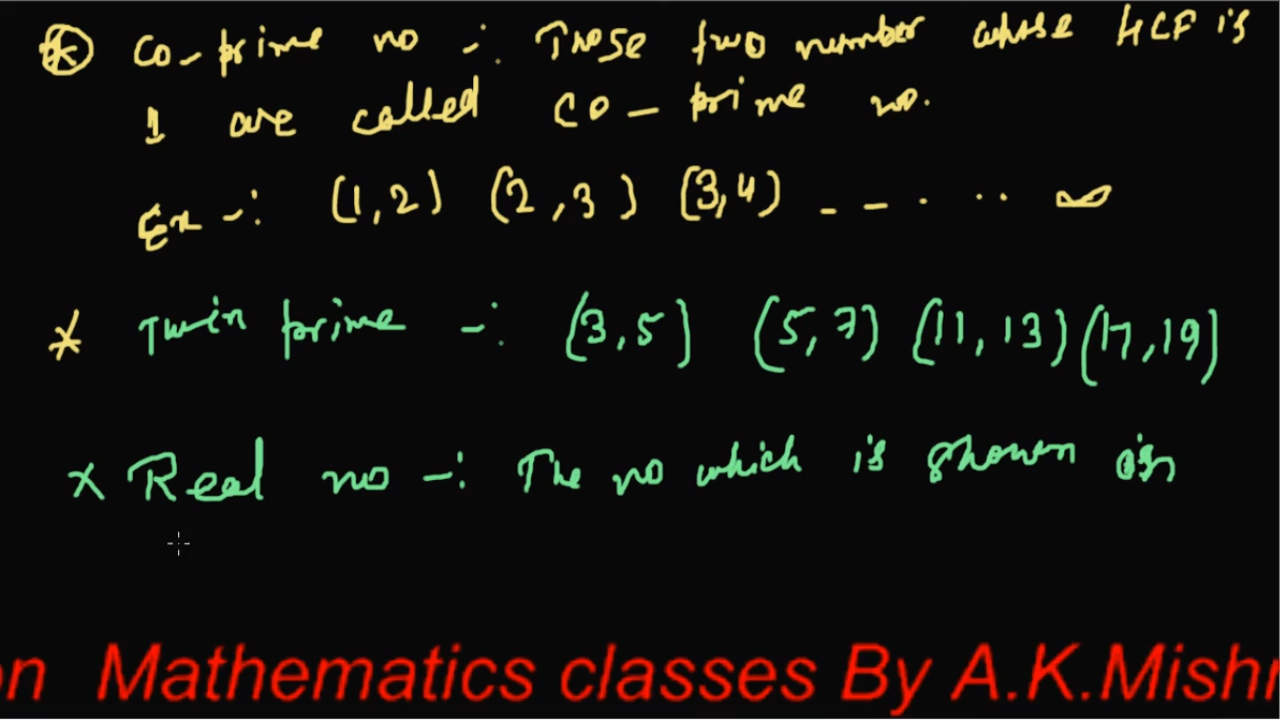 Co-prime no -: Those two number whose HCF is
1 are called co-prime no.
Ex -: (1,2) (2,3) (3,4) - - . . . ∞
* Twin prime -: (3,5) (5,7) (11,13) (17,19)
* Real no -: The no which is shown
on Mathematics classes By A.K.Mishr